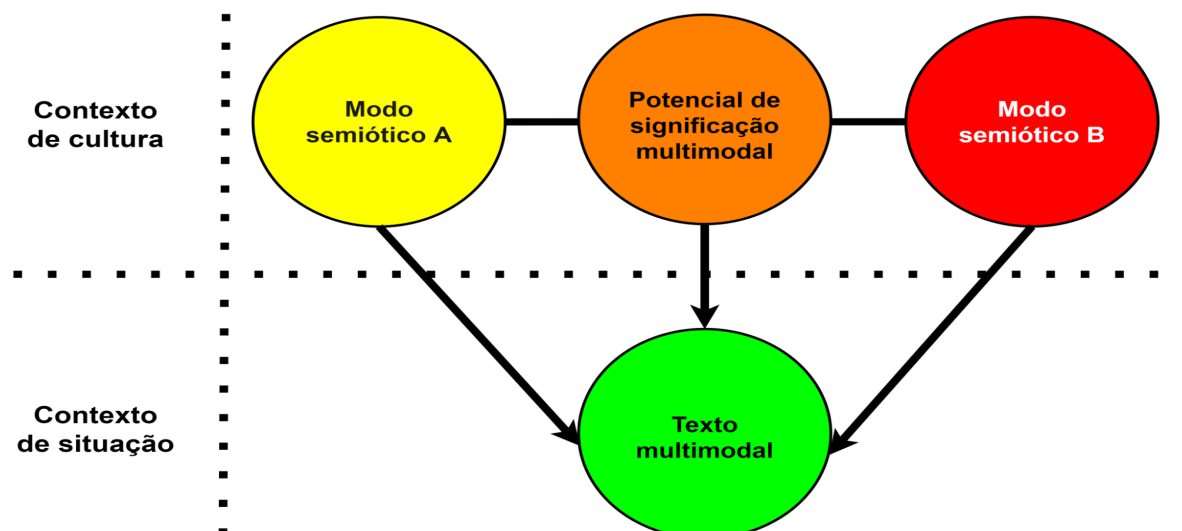 Contexto
de cultura
Modo
semiótico A
Potencial de
significação
multimodal
Modo
semiótico B
Contexto
de situação
Texto
multimodal